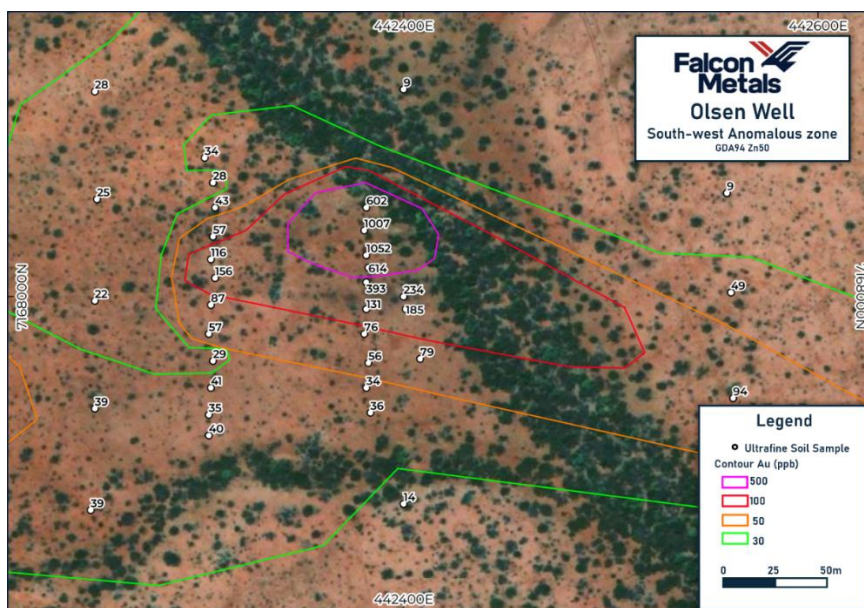 442400E
442600E
Falcon
Metals
Olsen Well
South-west Anomalous zone
GDA94 Zn50
28
9
34
28
25
9
43
602
57
1007
116
1052
156
614
7168000N
22
393
234
49
7168000N
87
131
185
57
76
29
56
79
41
34
94
39
35
36
40
39
14
Legend
Ultrafine Soil Sample
Contour Au (ppb)
500
100
50
30
0 25 50m
442400E